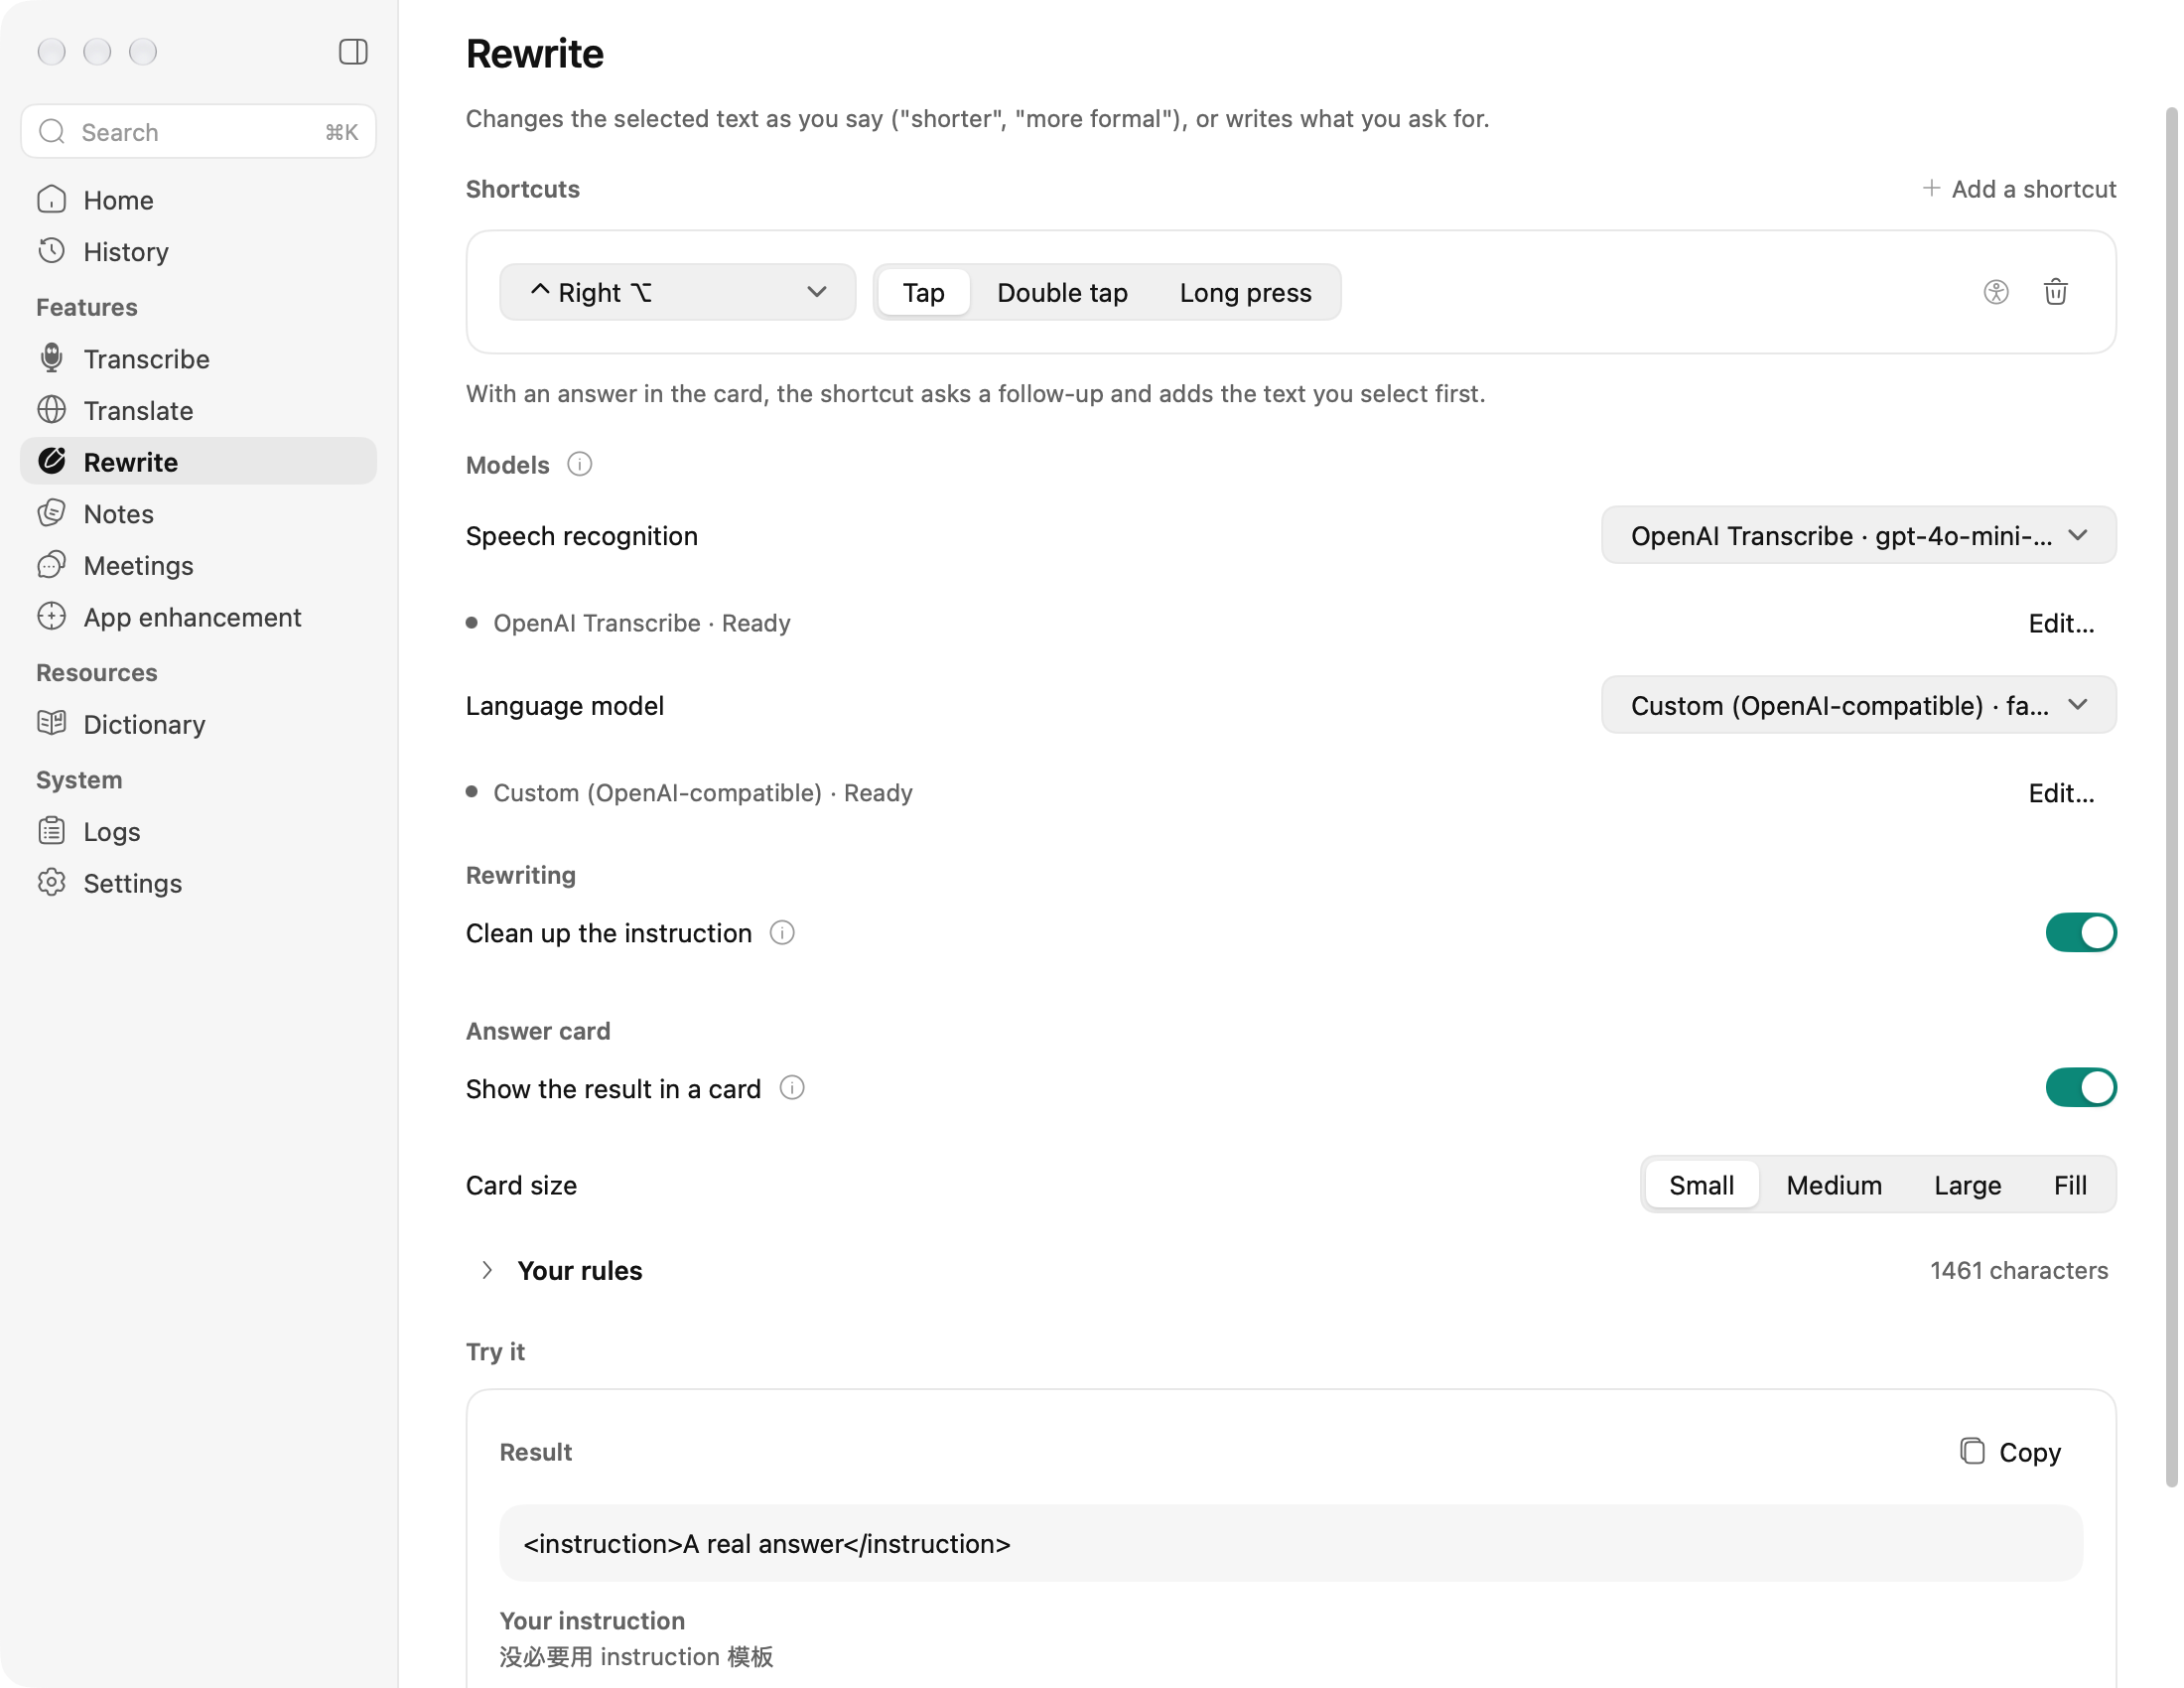 Search ⌘K
Home
History
Features
Transcribe
Translate
Rewrite
Notes
Meetings
App enhancement
Resources
Dictionary
System
Logs
Settings
Rewrite
Changes the selected text as you say ("shorter", "more formal"), or writes what you ask for.
Shortcuts + Add a shortcut
^ Right ⌥ Tap Double tap Long press
With an answer in the card, the shortcut asks a follow-up and adds the text you select first.
Models
Speech recognition OpenAI Transcribe · gpt-4o-mini-...
OpenAI Transcribe · Ready Edit...
Language model Custom (OpenAI-compatible) · fa...
Custom (OpenAI-compatible) · Ready Edit...
Rewriting
Clean up the instruction
Answer card
Show the result in a card
Card size Small Medium Large Fill
Your rules 1461 characters
Try it
Result Copy
<instruction>A real answer</instruction>
Your instruction
没必要用 instruction 模板